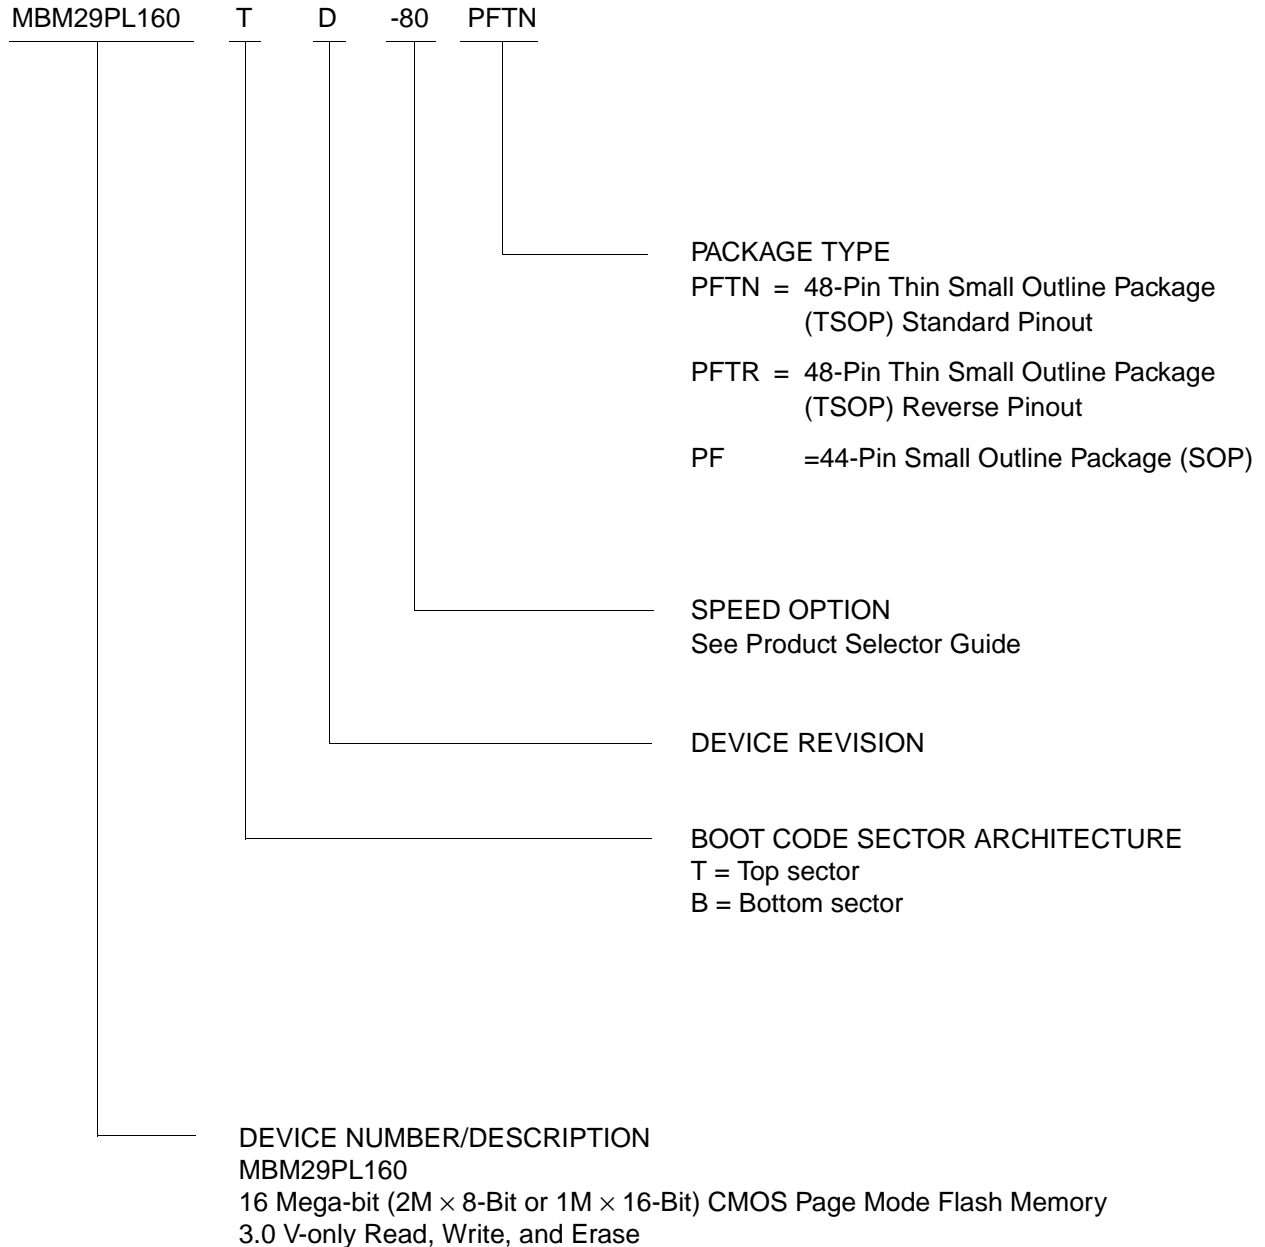 MBM29PL160 T D -80 PFTN
PACKAGE TYPE
PFTN = 48-Pin Thin Small Outline Package
(TSOP) Standard Pinout
PFTR = 48-Pin Thin Small Outline Package
(TSOP) Reverse Pinout
PF =44-Pin Small Outline Package (SOP)
SPEED OPTION
See Product Selector Guide
DEVICE REVISION
BOOT CODE SECTOR ARCHITECTURE
T = Top sector
B = Bottom sector
DEVICE NUMBER/DESCRIPTION
MBM29PL160
16 Mega-bit (2M × 8-Bit or 1M × 16-Bit) CMOS Page Mode Flash Memory
3.0 V-only Read, Write, and Erase